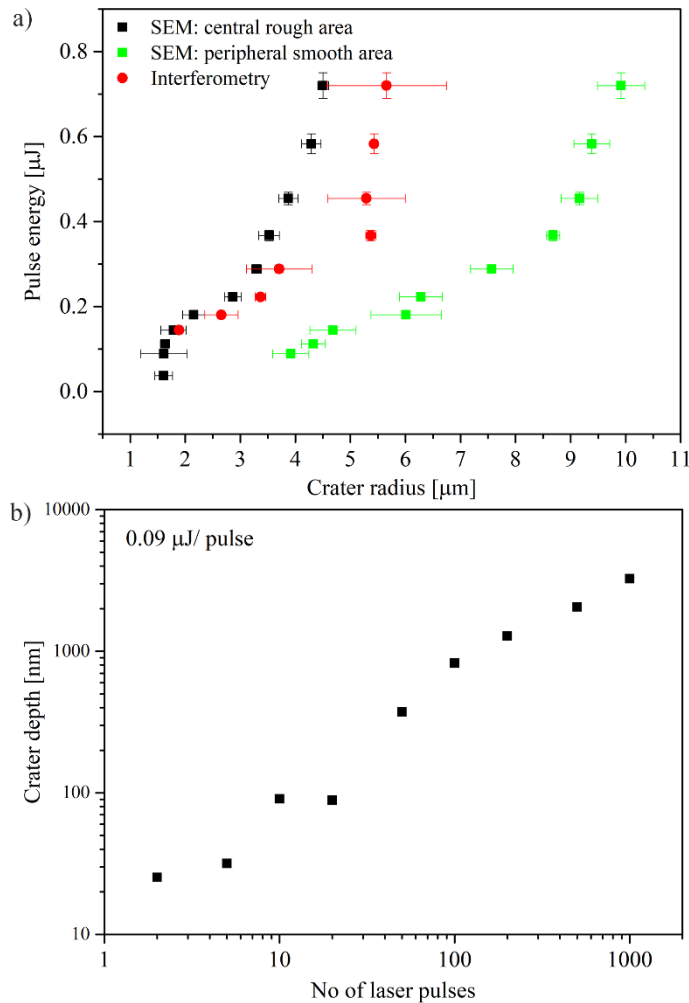 a)
SEM: central rough area
SEM: peripheral smooth area
Interferometry
0.8
0.6
0.4
0.2
0.0
Pulse energy [µJ]
1 2 3 4 5 6 7 8 9 10 11
Crater radius [µm]
b)
0.09 µJ/ pulse
10000
1000
100
10
Crater depth [nm]
1 10 100 1000
No of laser pulses